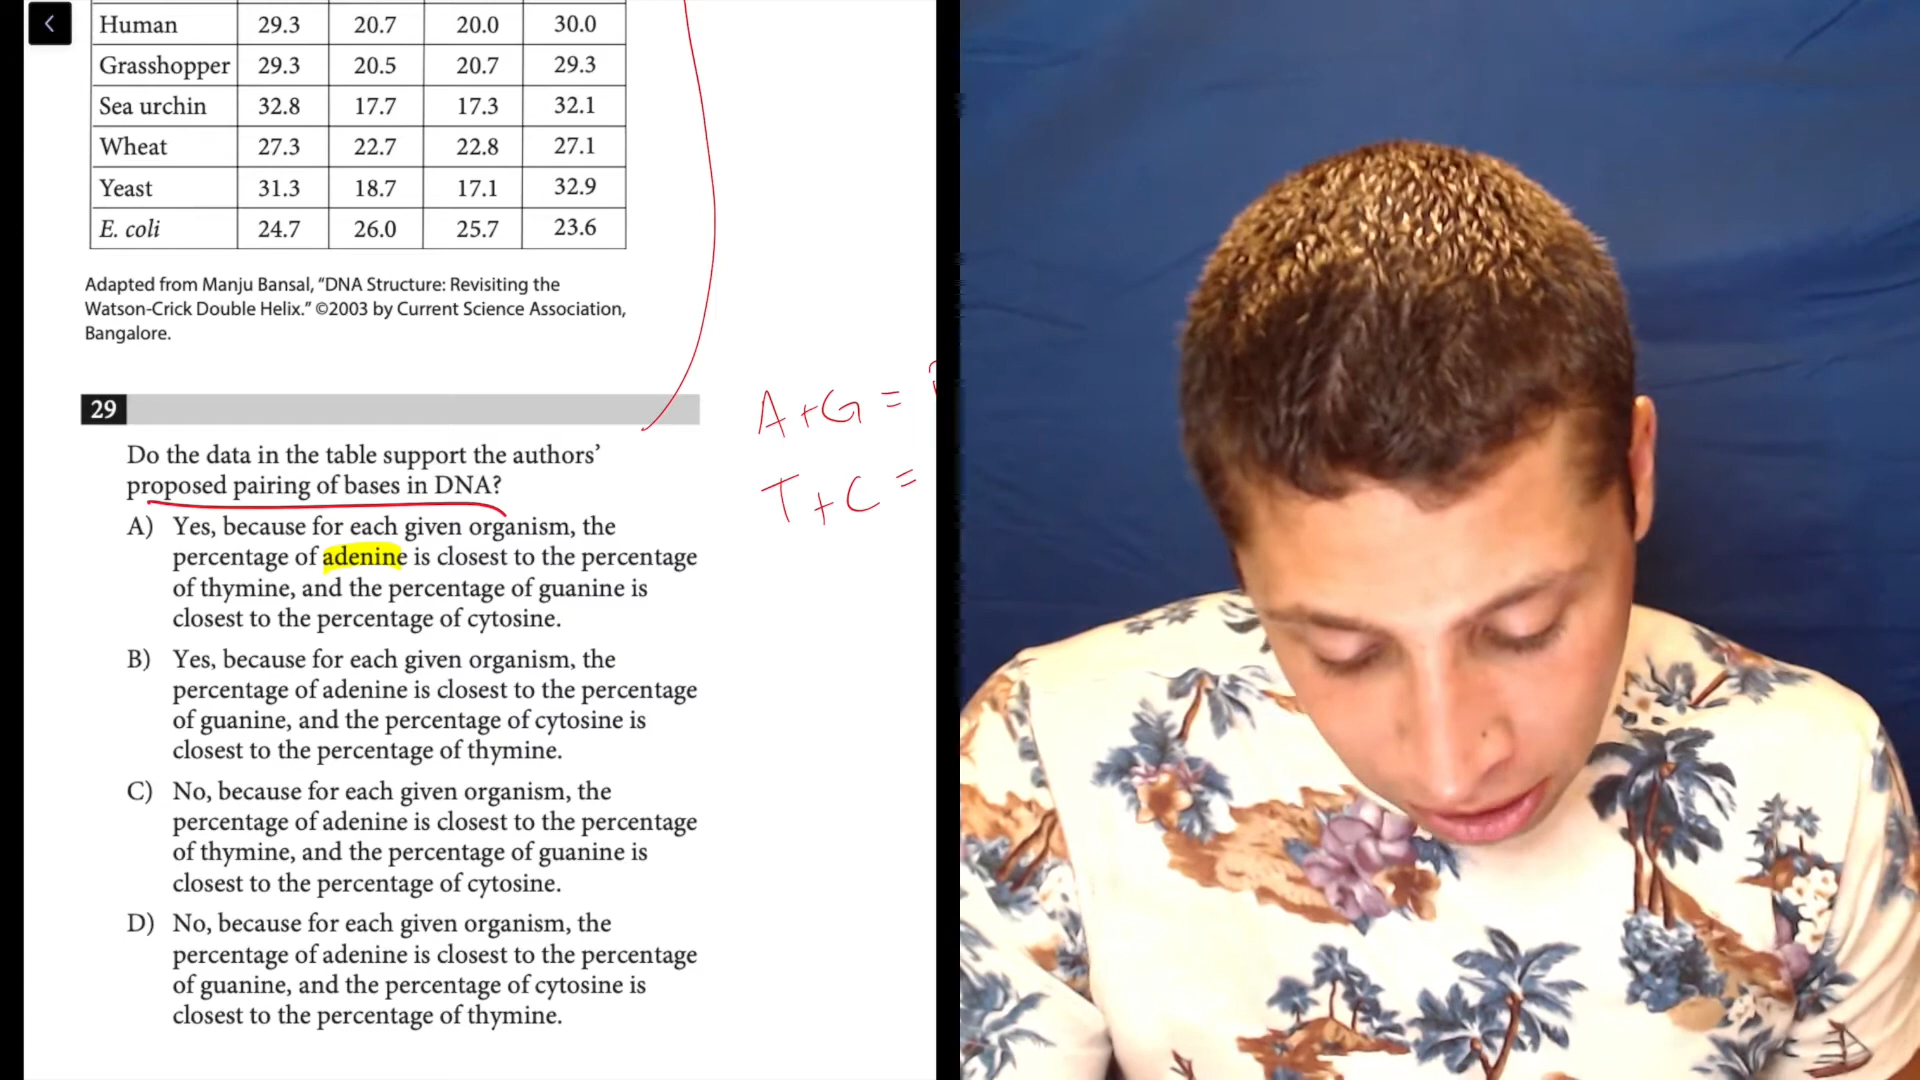 Human 29.3 20.7 20.0 30.0
Grasshopper 29.3 20.5 20.7 29.3
Sea urchin 32.8 17.7 17.3 32.1
Wheat 27.3 22.7 22.8 27.1
Yeast 31.3 18.7 17.1 32.9
E. coli 24.7 26.0 25.7 23.6
Adapted from Manju Bansal, “DNA Structure: Revisiting the
Watson-Crick Double Helix.” ©2003 by Current Science Association,
Bangalore.
29
Do the data in the table support the authors’
proposed pairing of bases in DNA?
A) Yes, because for each given organism, the
percentage of adenine is closest to the percentage
of thymine, and the percentage of guanine is
closest to the percentage of cytosine.
B) Yes, because for each given organism, the
percentage of adenine is closest to the percentage
of guanine, and the percentage of cytosine is
closest to the percentage of thymine.
C) No, because for each given organism, the
percentage of adenine is closest to the percentage
of thymine, and the percentage of guanine is
closest to the percentage of cytosine.
D) No, because for each given organism, the
percentage of adenine is closest to the percentage
of guanine, and the percentage of cytosine is
closest to the percentage of thymine.
A+G =
T+C =